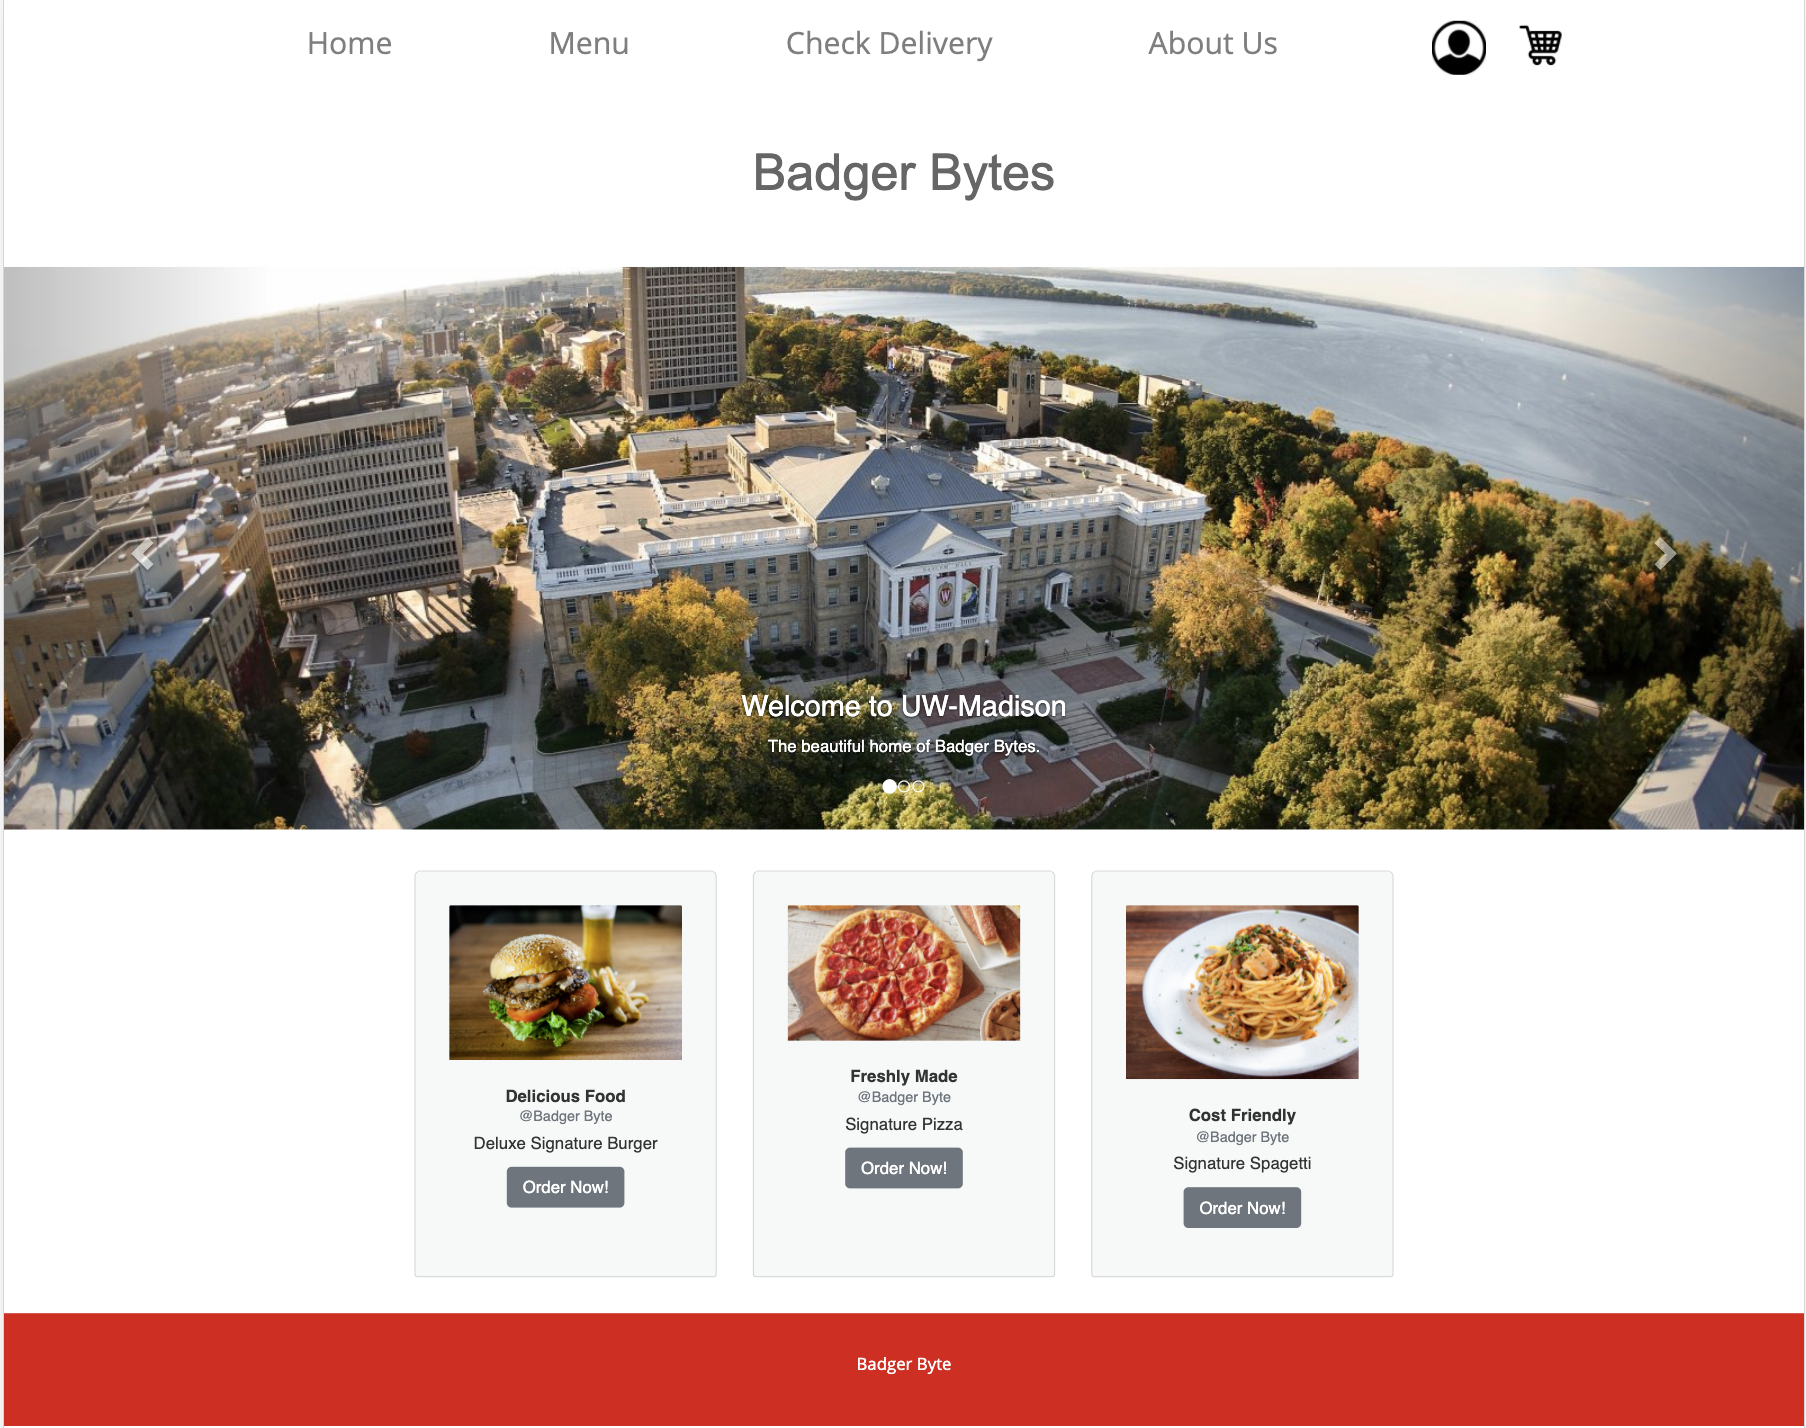 Home Menu Check Delivery About Us
Badger Bytes
BASCOM HALL
W
Welcome to UW-Madison
The beautiful home of Badger Bytes.
Delicious Food
@Badger Byte
Deluxe Signature Burger
Order Now!
Freshly Made
@Badger Byte
Signature Pizza
Order Now!
Cost Friendly
@Badger Byte
Signature Spagetti
Order Now!
Badger Byte